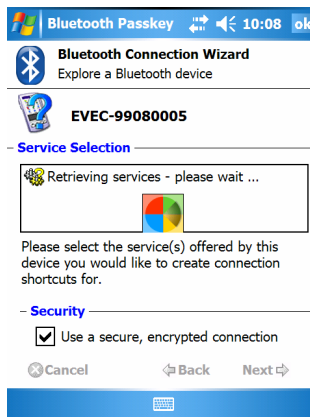 Bluetooth Passkey 10:08 ok
Bluetooth Connection Wizard
Explore a Bluetooth device
EVEC-99080005
Service Selection
Retrieving services - please wait ...
Please select the service(s) offered by this
device you would like to create connection
shortcuts for.
Security
Use a secure, encrypted connection
Cancel Back Next